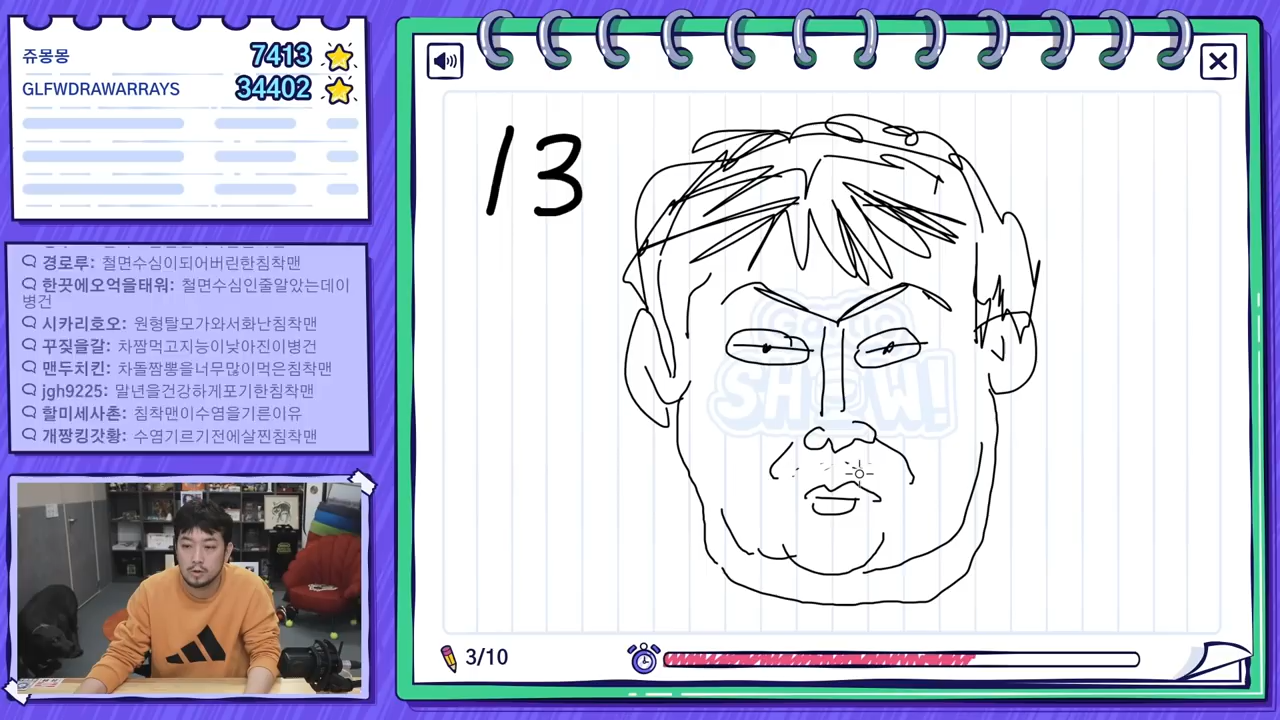 쥬몽몽 7413
GLFWDRAWARRAYS 34402
경로루: 철면수심이되어버린한침착맨
한끗에오억을태워: 철면수심인줄알았는데이
병건
시카리호오: 원형탈모가와서화난침착맨
꾸짖을갈: 차짬먹고지능이낮아진이병건
맨두치킨: 차돌짬뽕을너무많이먹은침착맨
jgh9225: 말년을건강하게포기한침착맨
할미세사촌: 침착맨이수염을기른이유
개짱킹갓황: 수염기르기전에살찐침착맨
13
GARTIC
SHOW!
3/10